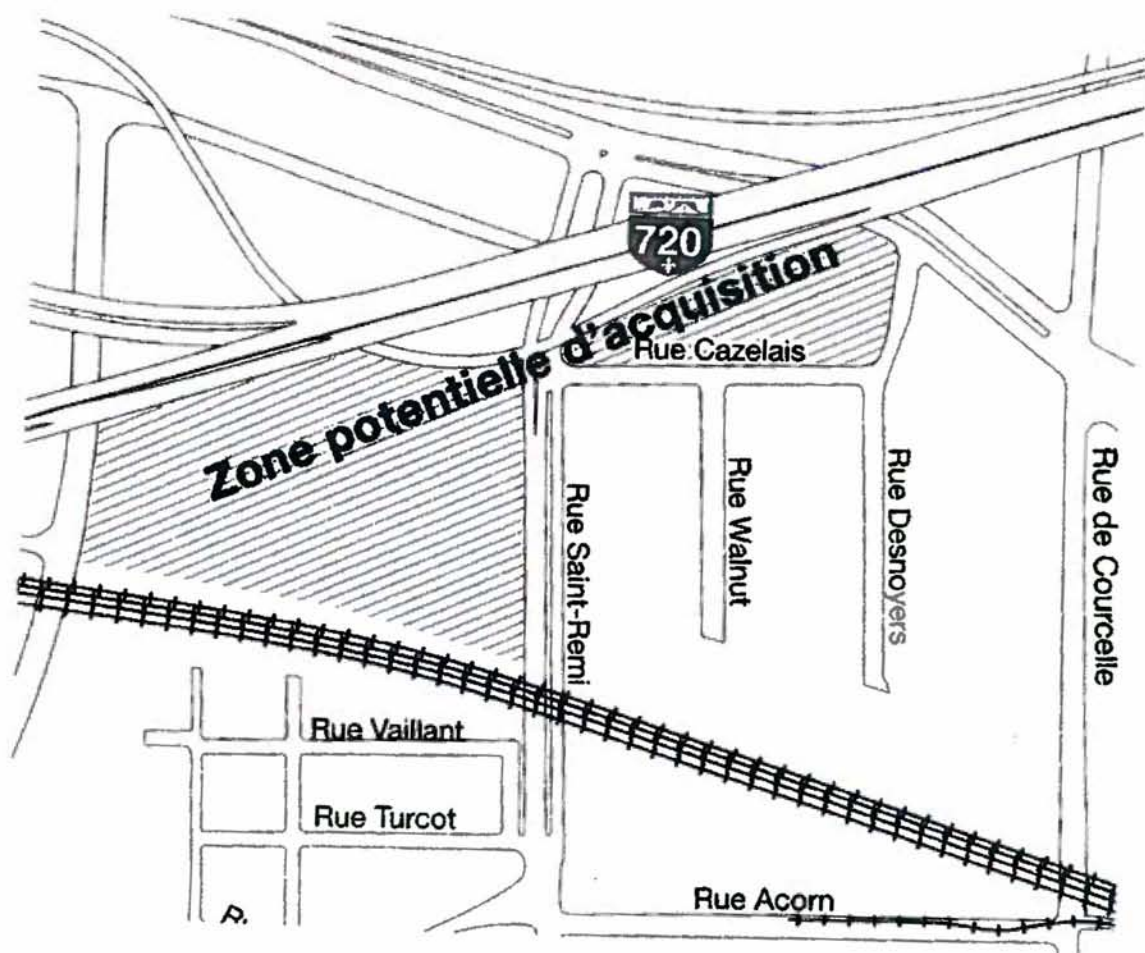 720
Zone potentielle d'acquisition
Rue Cazelais
Rue Saint-Remi
Rue Walnut
Rue Desnoyers
Rue de Courcelle
Rue Vaillant
Rue Turcot
Rue Acorn